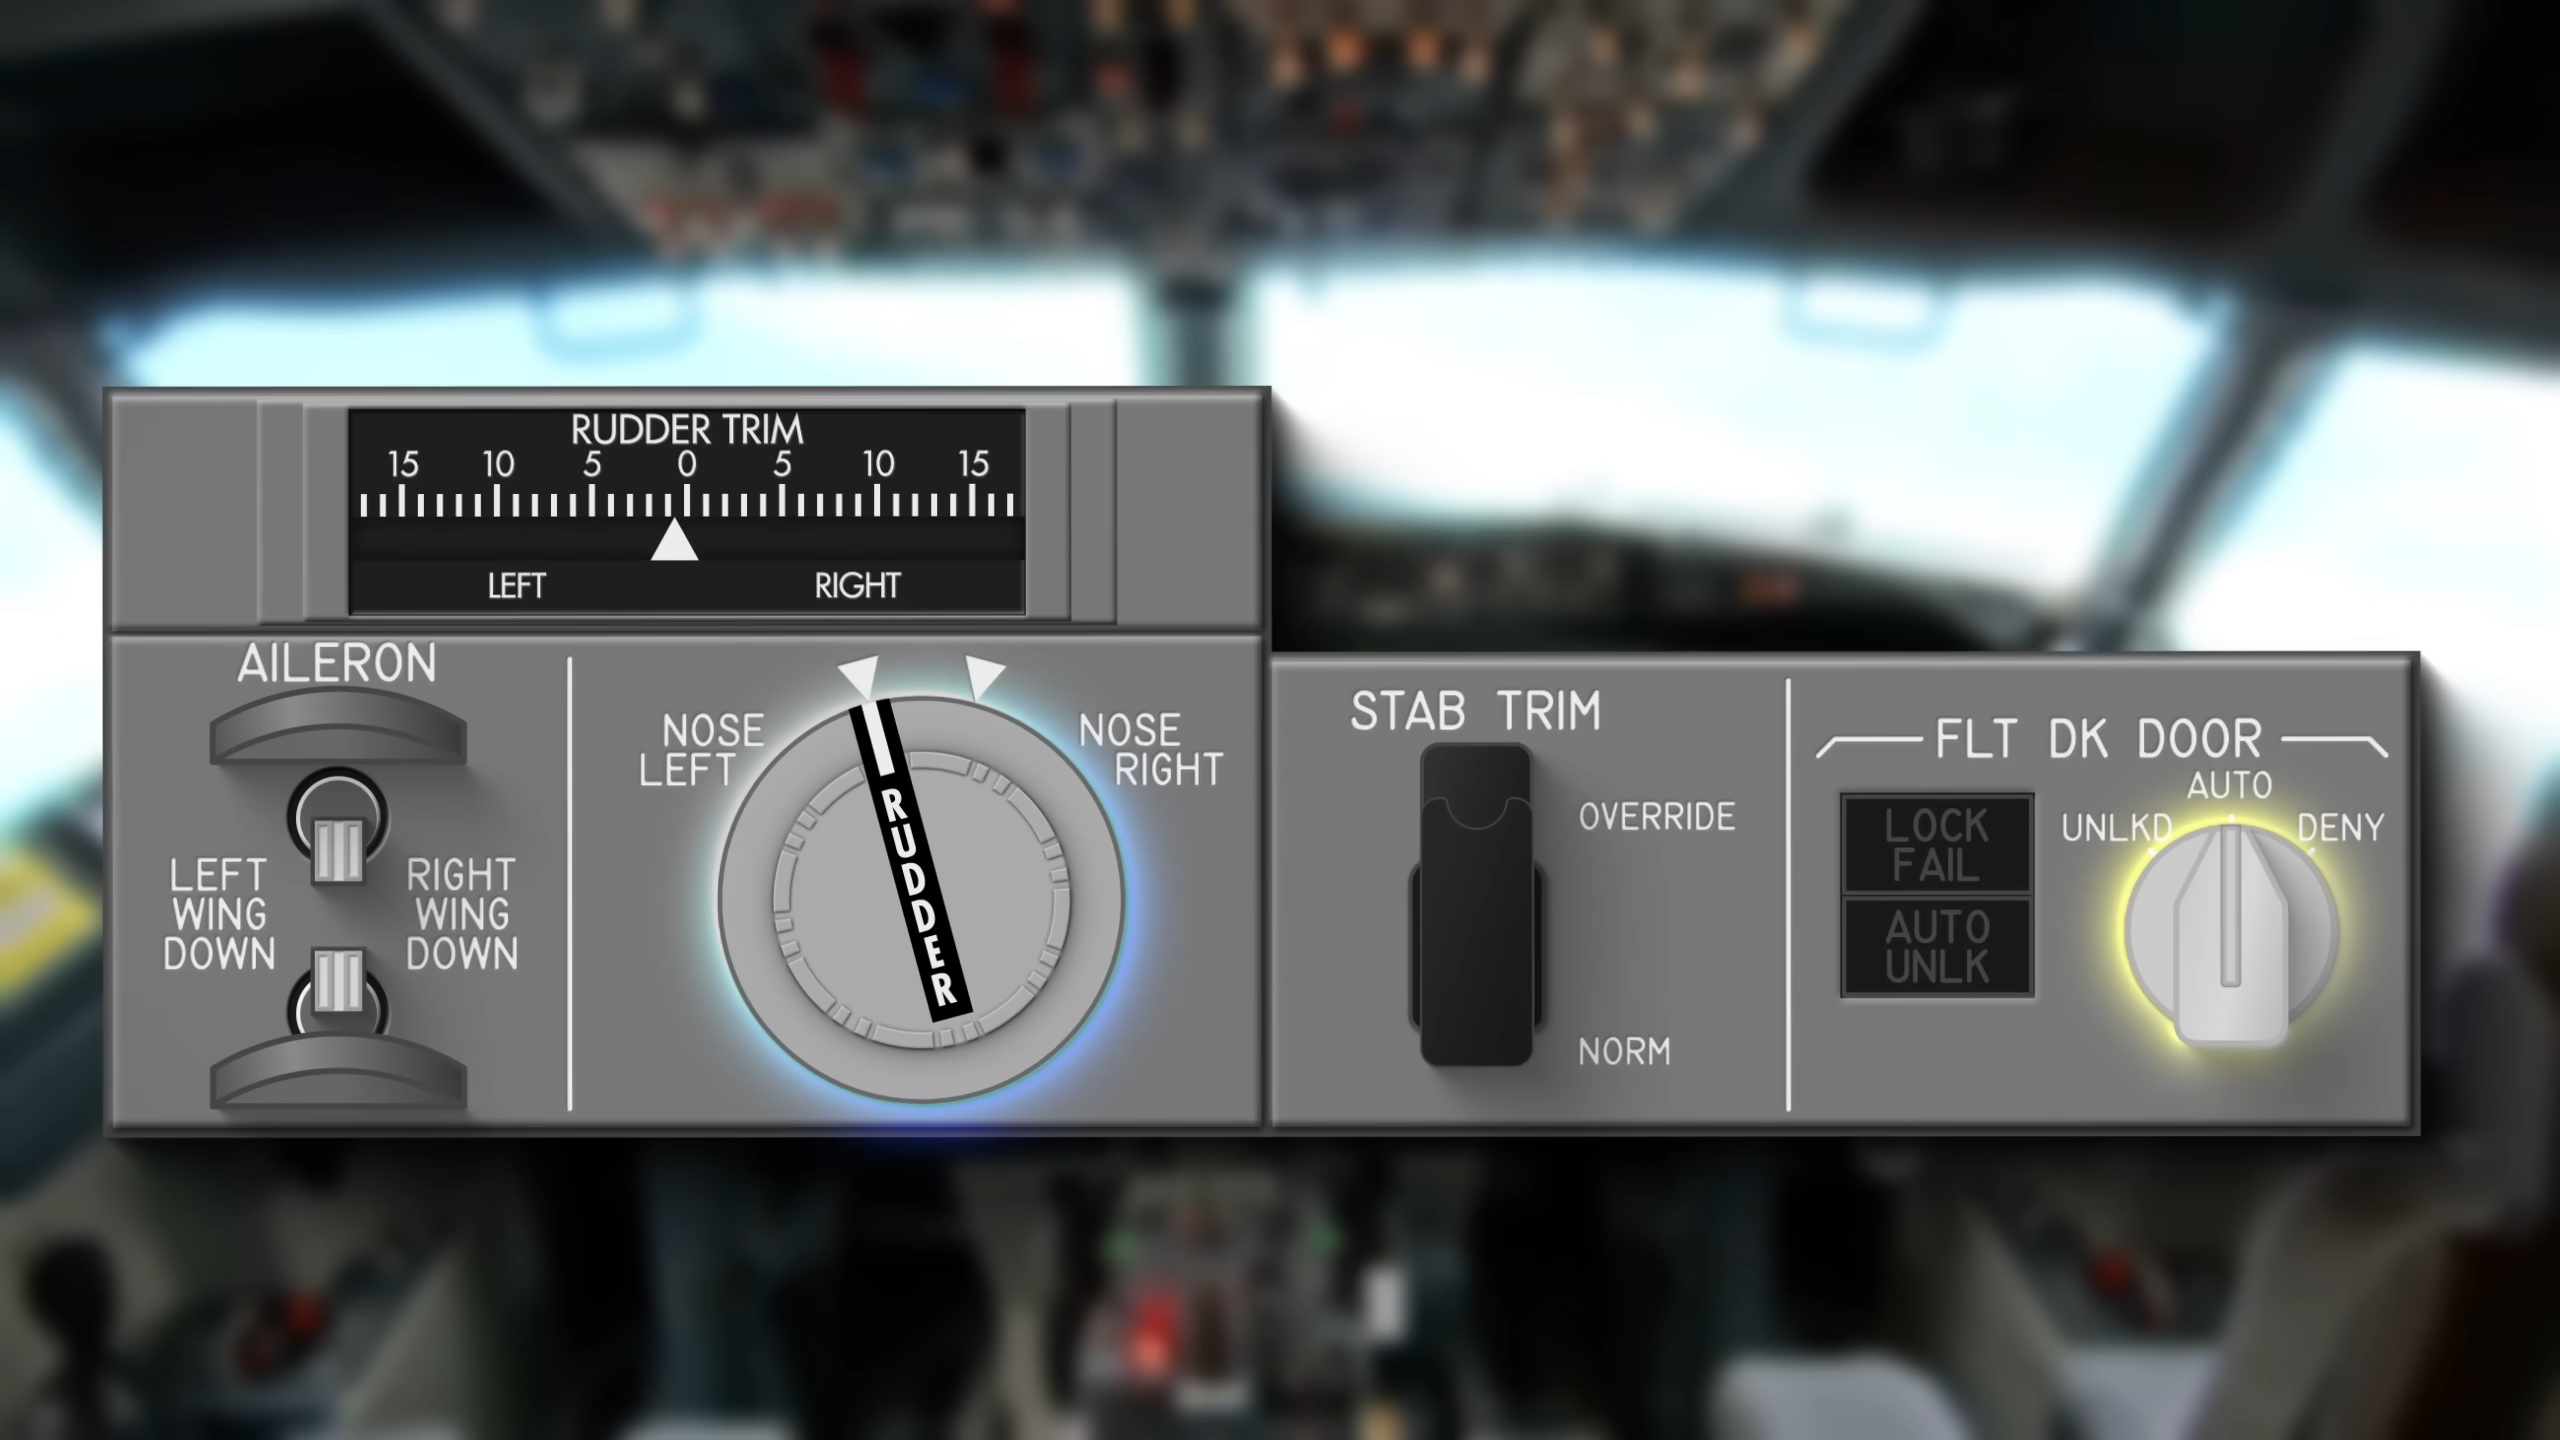 RUDDER TRIM
15 10 5 0 5 10 15
LEFT RIGHT
AILERON
LEFT
WING
DOWN
RIGHT
WING
DOWN
NOSE
LEFT
NOSE
RIGHT
RUDDER
STAB TRIM
OVERRIDE
NORM
FLT DK DOOR
LOCK
FAIL
AUTO
UNLK
AUTO
UNLKD
DENY